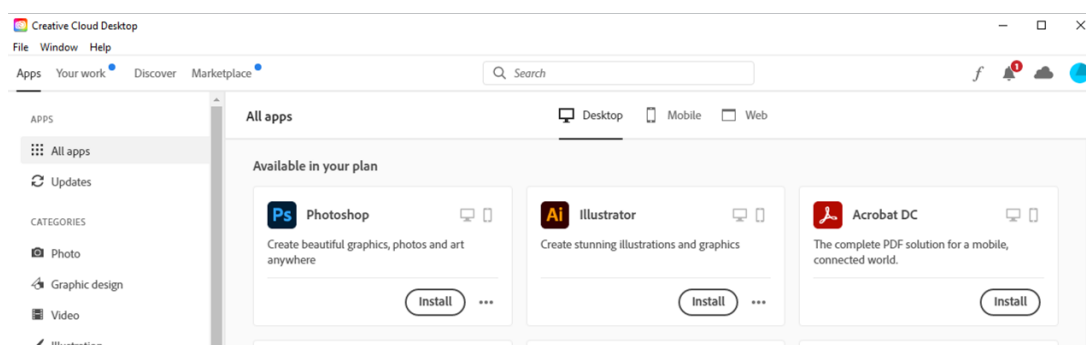 Creative Cloud Desktop
File Window Help
Apps Your work Discover Marketplace Search f 1
APPS
All apps
Updates
CATEGORIES
Photo
Graphic design
Video
Illustration
All apps Desktop Mobile Web
Available in your plan
Ps Photoshop
Create beautiful graphics, photos and art
anywhere
Install
Ai Illustrator
Create stunning illustrations and graphics
Install
Acrobat DC
The complete PDF solution for a mobile,
connected world.
Install